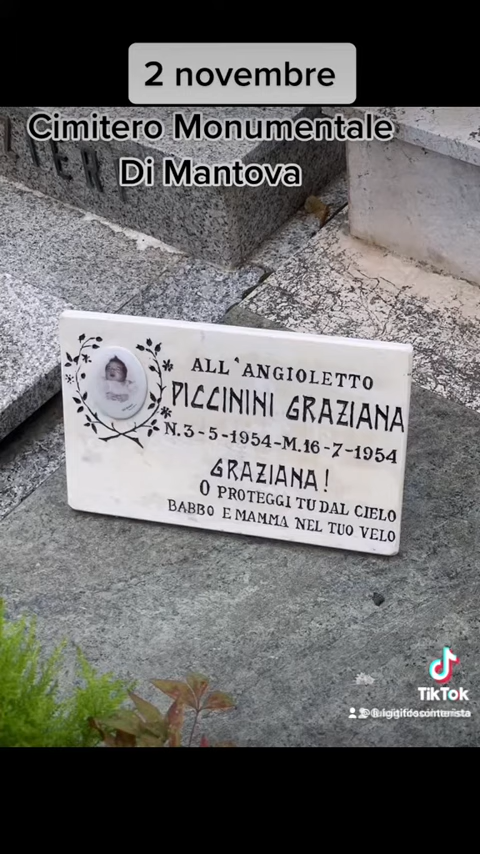 2 novembre
Cimitero Monumentale
Di Mantova
ALL'ANGIOLETTO
PICCININI GRAZIANA
N.3-5-1954-M.16-7-1954
GRAZIANA!
O PROTEGGI TU DAL CIELO
BABBO E MAMMA NEL TUO VELO
TikTok